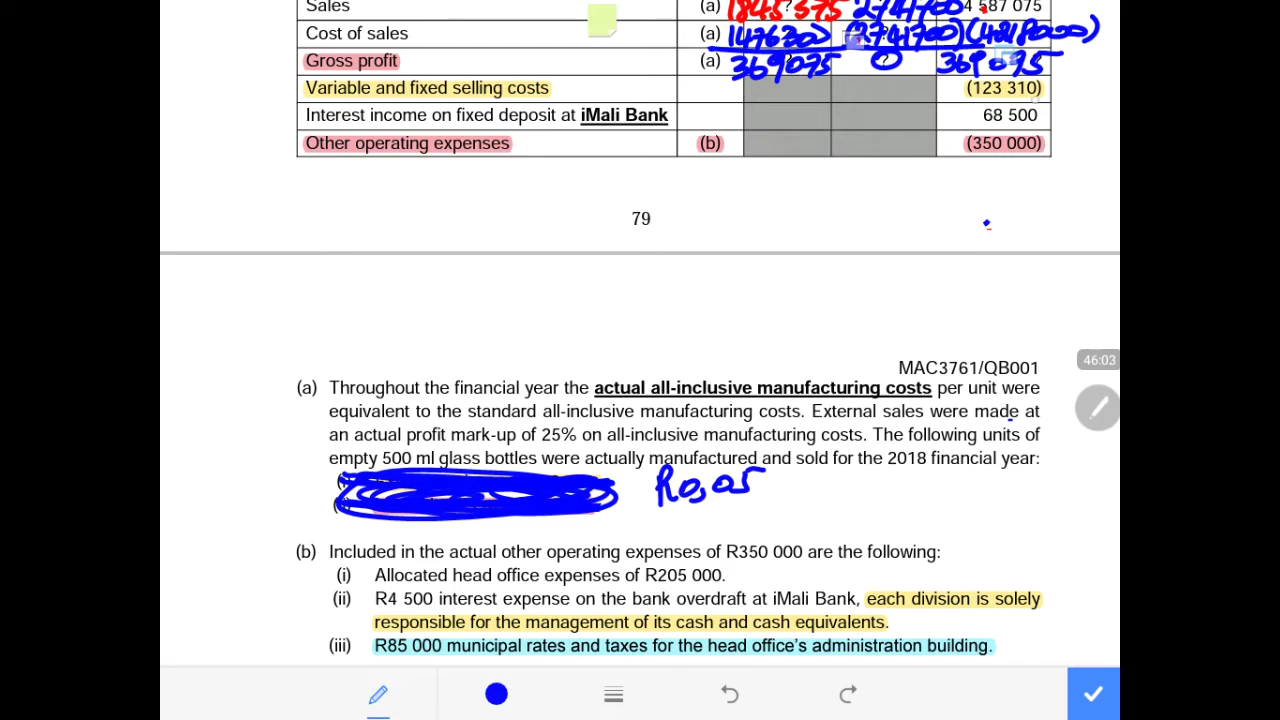 Sales (a) 1845 375 2741700 4 587 075
Cost of sales (a) 1476300 (2741700) (4218000)
Gross profit (a) 369075 0 369075
Variable and fixed selling costs (123 310)
Interest income on fixed deposit at iMali Bank 68 500
Other operating expenses (b) (350 000)
79
MAC3761/QB001
46:03
(a) Throughout the financial year the actual all-inclusive manufacturing costs per unit were
equivalent to the standard all-inclusive manufacturing costs. External sales were made at
an actual profit mark-up of 25% on all-inclusive manufacturing costs. The following units of
empty 500 ml glass bottles were actually manufactured and sold for the 2018 financial year:
R0,05
(b) Included in the actual other operating expenses of R350 000 are the following:
(i) Allocated head office expenses of R205 000.
(ii) R4 500 interest expense on the bank overdraft at iMali Bank, each division is solely
responsible for the management of its cash and cash equivalents.
(iii) R85 000 municipal rates and taxes for the head office's administration building.